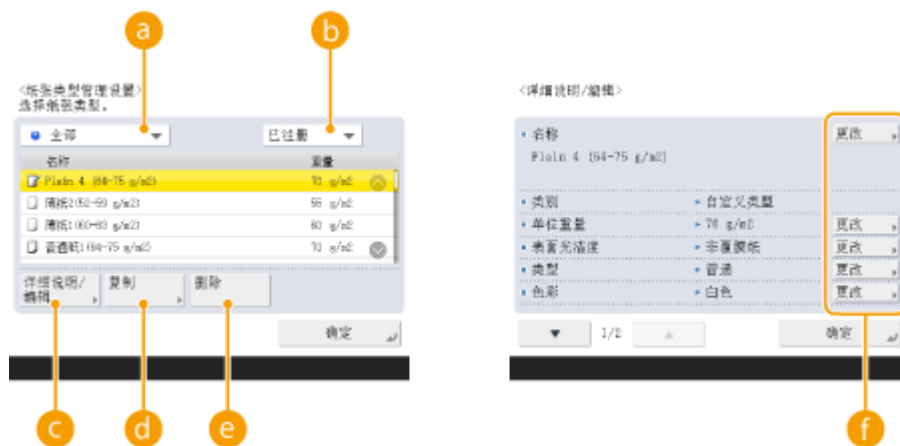 a
b
<纸张类型管理设置>
选择纸张类型。
全部
已注册
名称
重量
Plain 4 (64-75 g/m2)
70 g/m2
薄纸2(52-59 g/m2)
56 g/m2
薄纸1(60-63 g/m2)
60 g/m2
普通纸1(64-75 g/m2)
70 g/m2
详细说明/
编辑
复制
删除
确定
c
d
e
<详细说明/编辑>
名称
更改
Plain 4 (64-75 g/m2)
类别
自定义类型
单位重量
70 g/m2
更改
表面光洁度
非覆膜纸
更改
类型
普通
更改
色彩
白色
更改
1/2
确定
f